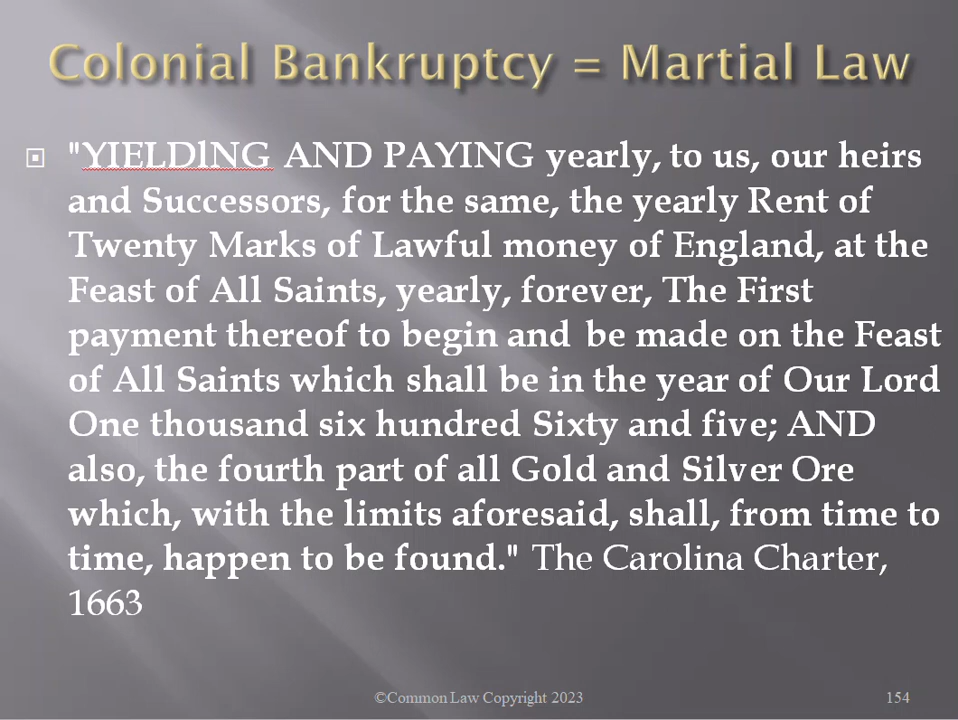 Colonial Bankruptcy = Martial Law
"YIELDlNG AND PAYING yearly, to us, our heirs
and Successors, for the same, the yearly Rent of
Twenty Marks of Lawful money of England, at the
Feast of All Saints, yearly, forever, The First
payment thereof to begin and be made on the Feast
of All Saints which shall be in the year of Our Lord
One thousand six hundred Sixty and five; AND
also, the fourth part of all Gold and Silver Ore
which, with the limits aforesaid, shall, from time to
time, happen to be found." The Carolina Charter,
1663
©Common Law Copyright 2023
154